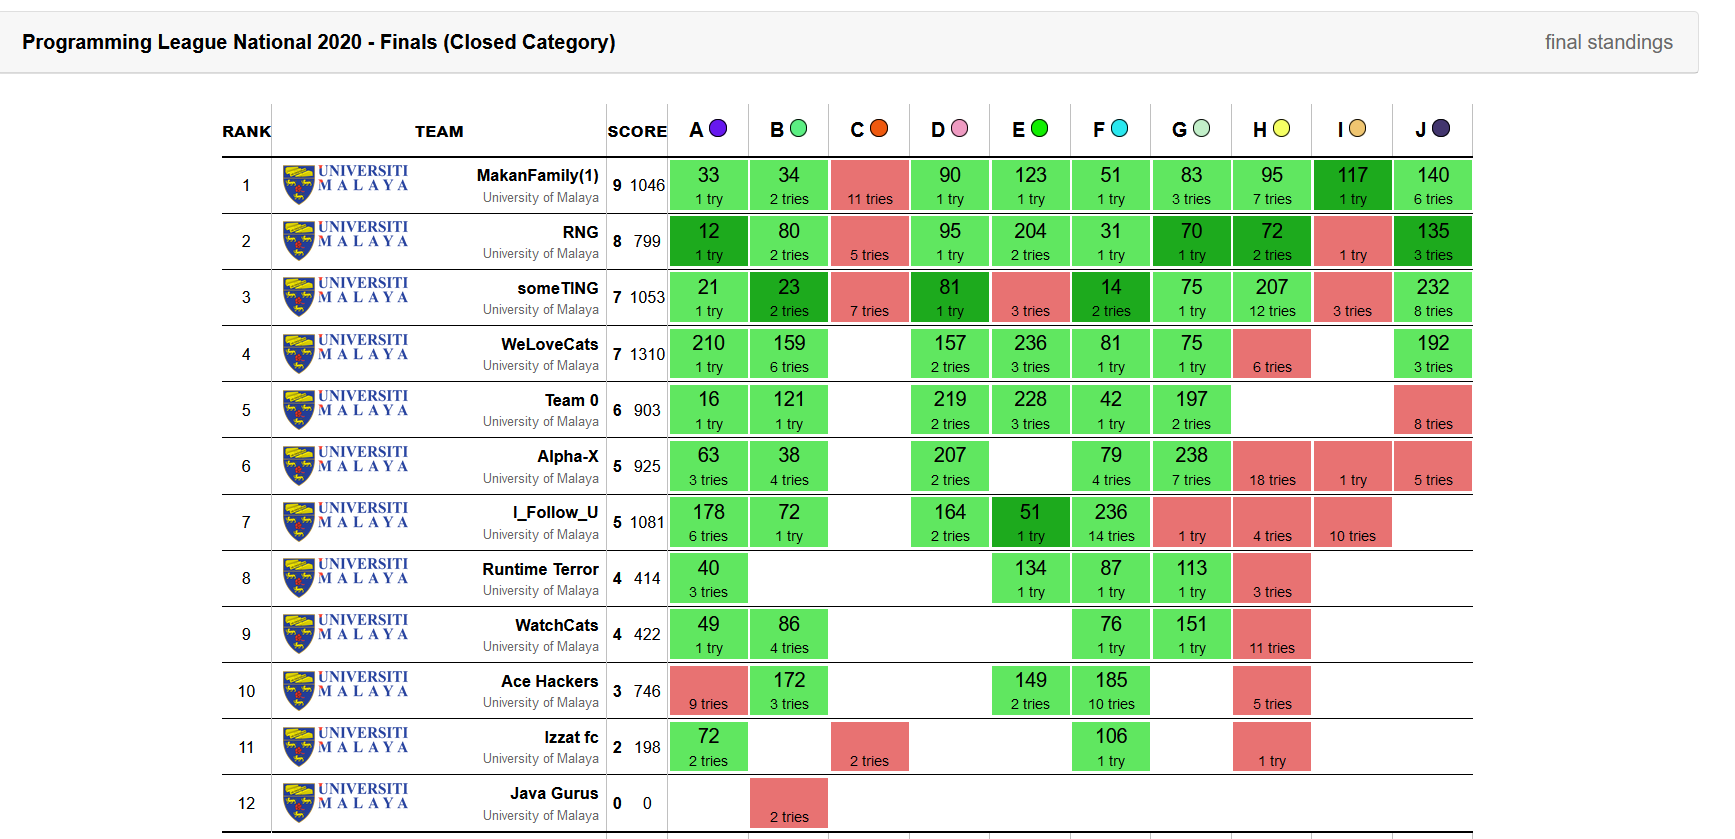 Programming League National 2020 - Finals (Closed Category) final standings
RANK TEAM SCORE A B C D E F G H I J
1 UNIVERSITI MALAYA MakanFamily(1) 9 1046 33 34 90 123 51 83 95 117 140
University of Malaya 1 try 2 tries 11 tries 1 try 1 try 1 try 3 tries 7 tries 1 try 6 tries
2 UNIVERSITI MALAYA RNG 8 799 12 80 95 204 31 70 72 135
University of Malaya 1 try 2 tries 5 tries 1 try 2 tries 1 try 1 try 2 tries 1 try 3 tries
3 UNIVERSITI MALAYA someTING 7 1053 21 23 81 14 75 207 232
University of Malaya 1 try 2 tries 7 tries 1 try 3 tries 2 tries 1 try 12 tries 3 tries 8 tries
4 UNIVERSITI MALAYA WeLoveCats 7 1310 210 159 157 236 81 75 192
University of Malaya 1 try 6 tries 2 tries 3 tries 1 try 1 try 6 tries 3 tries
5 UNIVERSITI MALAYA Team 0 6 903 16 121 219 228 42 197
University of Malaya 1 try 1 try 2 tries 3 tries 1 try 2 tries 8 tries
6 UNIVERSITI MALAYA Alpha-X 5 925 63 38 207 79 238
University of Malaya 3 tries 4 tries 2 tries 4 tries 7 tries 18 tries 1 try 5 tries
7 UNIVERSITI MALAYA I_Follow_U 5 1081 178 72 164 51 236
University of Malaya 6 tries 1 try 2 tries 1 try 14 tries 1 try 4 tries 10 tries
8 UNIVERSITI MALAYA Runtime Terror 4 414 40 134 87 113
University of Malaya 3 tries 1 try 1 try 1 try 3 tries
9 UNIVERSITI MALAYA WatchCats 4 422 49 86 76 151
University of Malaya 1 try 4 tries 1 try 1 try 11 tries
10 UNIVERSITI MALAYA Ace Hackers 3 746 172 149 185
University of Malaya 9 tries 3 tries 2 tries 10 tries 5 tries
11 UNIVERSITI MALAYA Izzat fc 2 198 72 106
University of Malaya 2 tries 2 tries 1 try 1 try
12 UNIVERSITI MALAYA Java Gurus 0 0
University of Malaya 2 tries